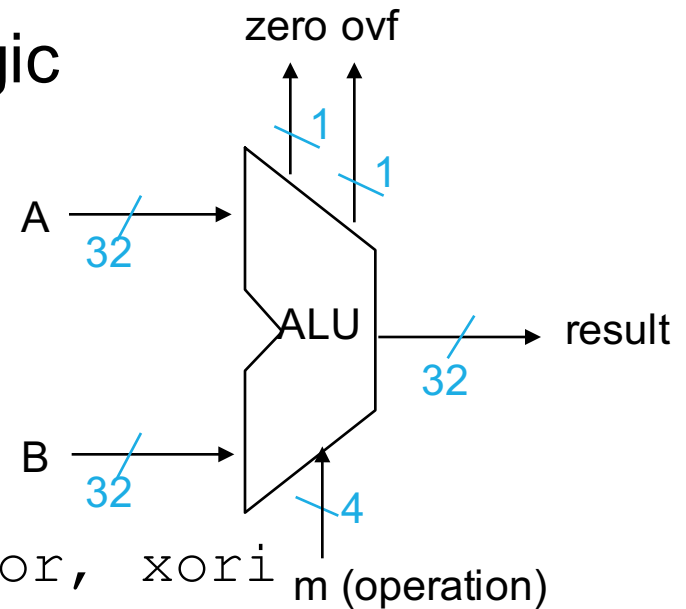 zero ovf
gic
1
1
A
32
ALU
result
32
B
32
4
or, xori
m (operation)